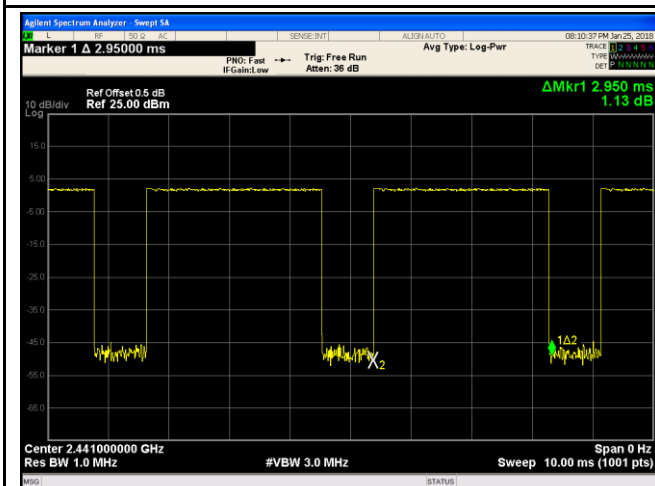 Agilent Spectrum Analyzer - Swept SA
L RF 50 Ω AC SENSE:INT ALIGN AUTO 08:10:37 PM Jan 25, 2018
Marker 1 Δ 2.95000 ms
PNO: Fast Trig: Free Run Avg Type: Log-Pwr TRACE 1 2 3 4 5 6
IFGain:Low Atten: 36 dB TYPE
DET P N N N N N
ΔMkr1 2.950 ms
1.13 dB
Ref Offset 0.5 dB
10 dB/div Ref 25.00 dBm
Log
15.0
5.00
-5.00
-15.0
-25.0
-35.0
-45.0
1Δ2
2
-55.0
-65.0
Center 2.441000000 GHz Span 0 Hz
Res BW 1.0 MHz #VBW 3.0 MHz Sweep 10.00 ms (1001 pts)
MSG STATUS